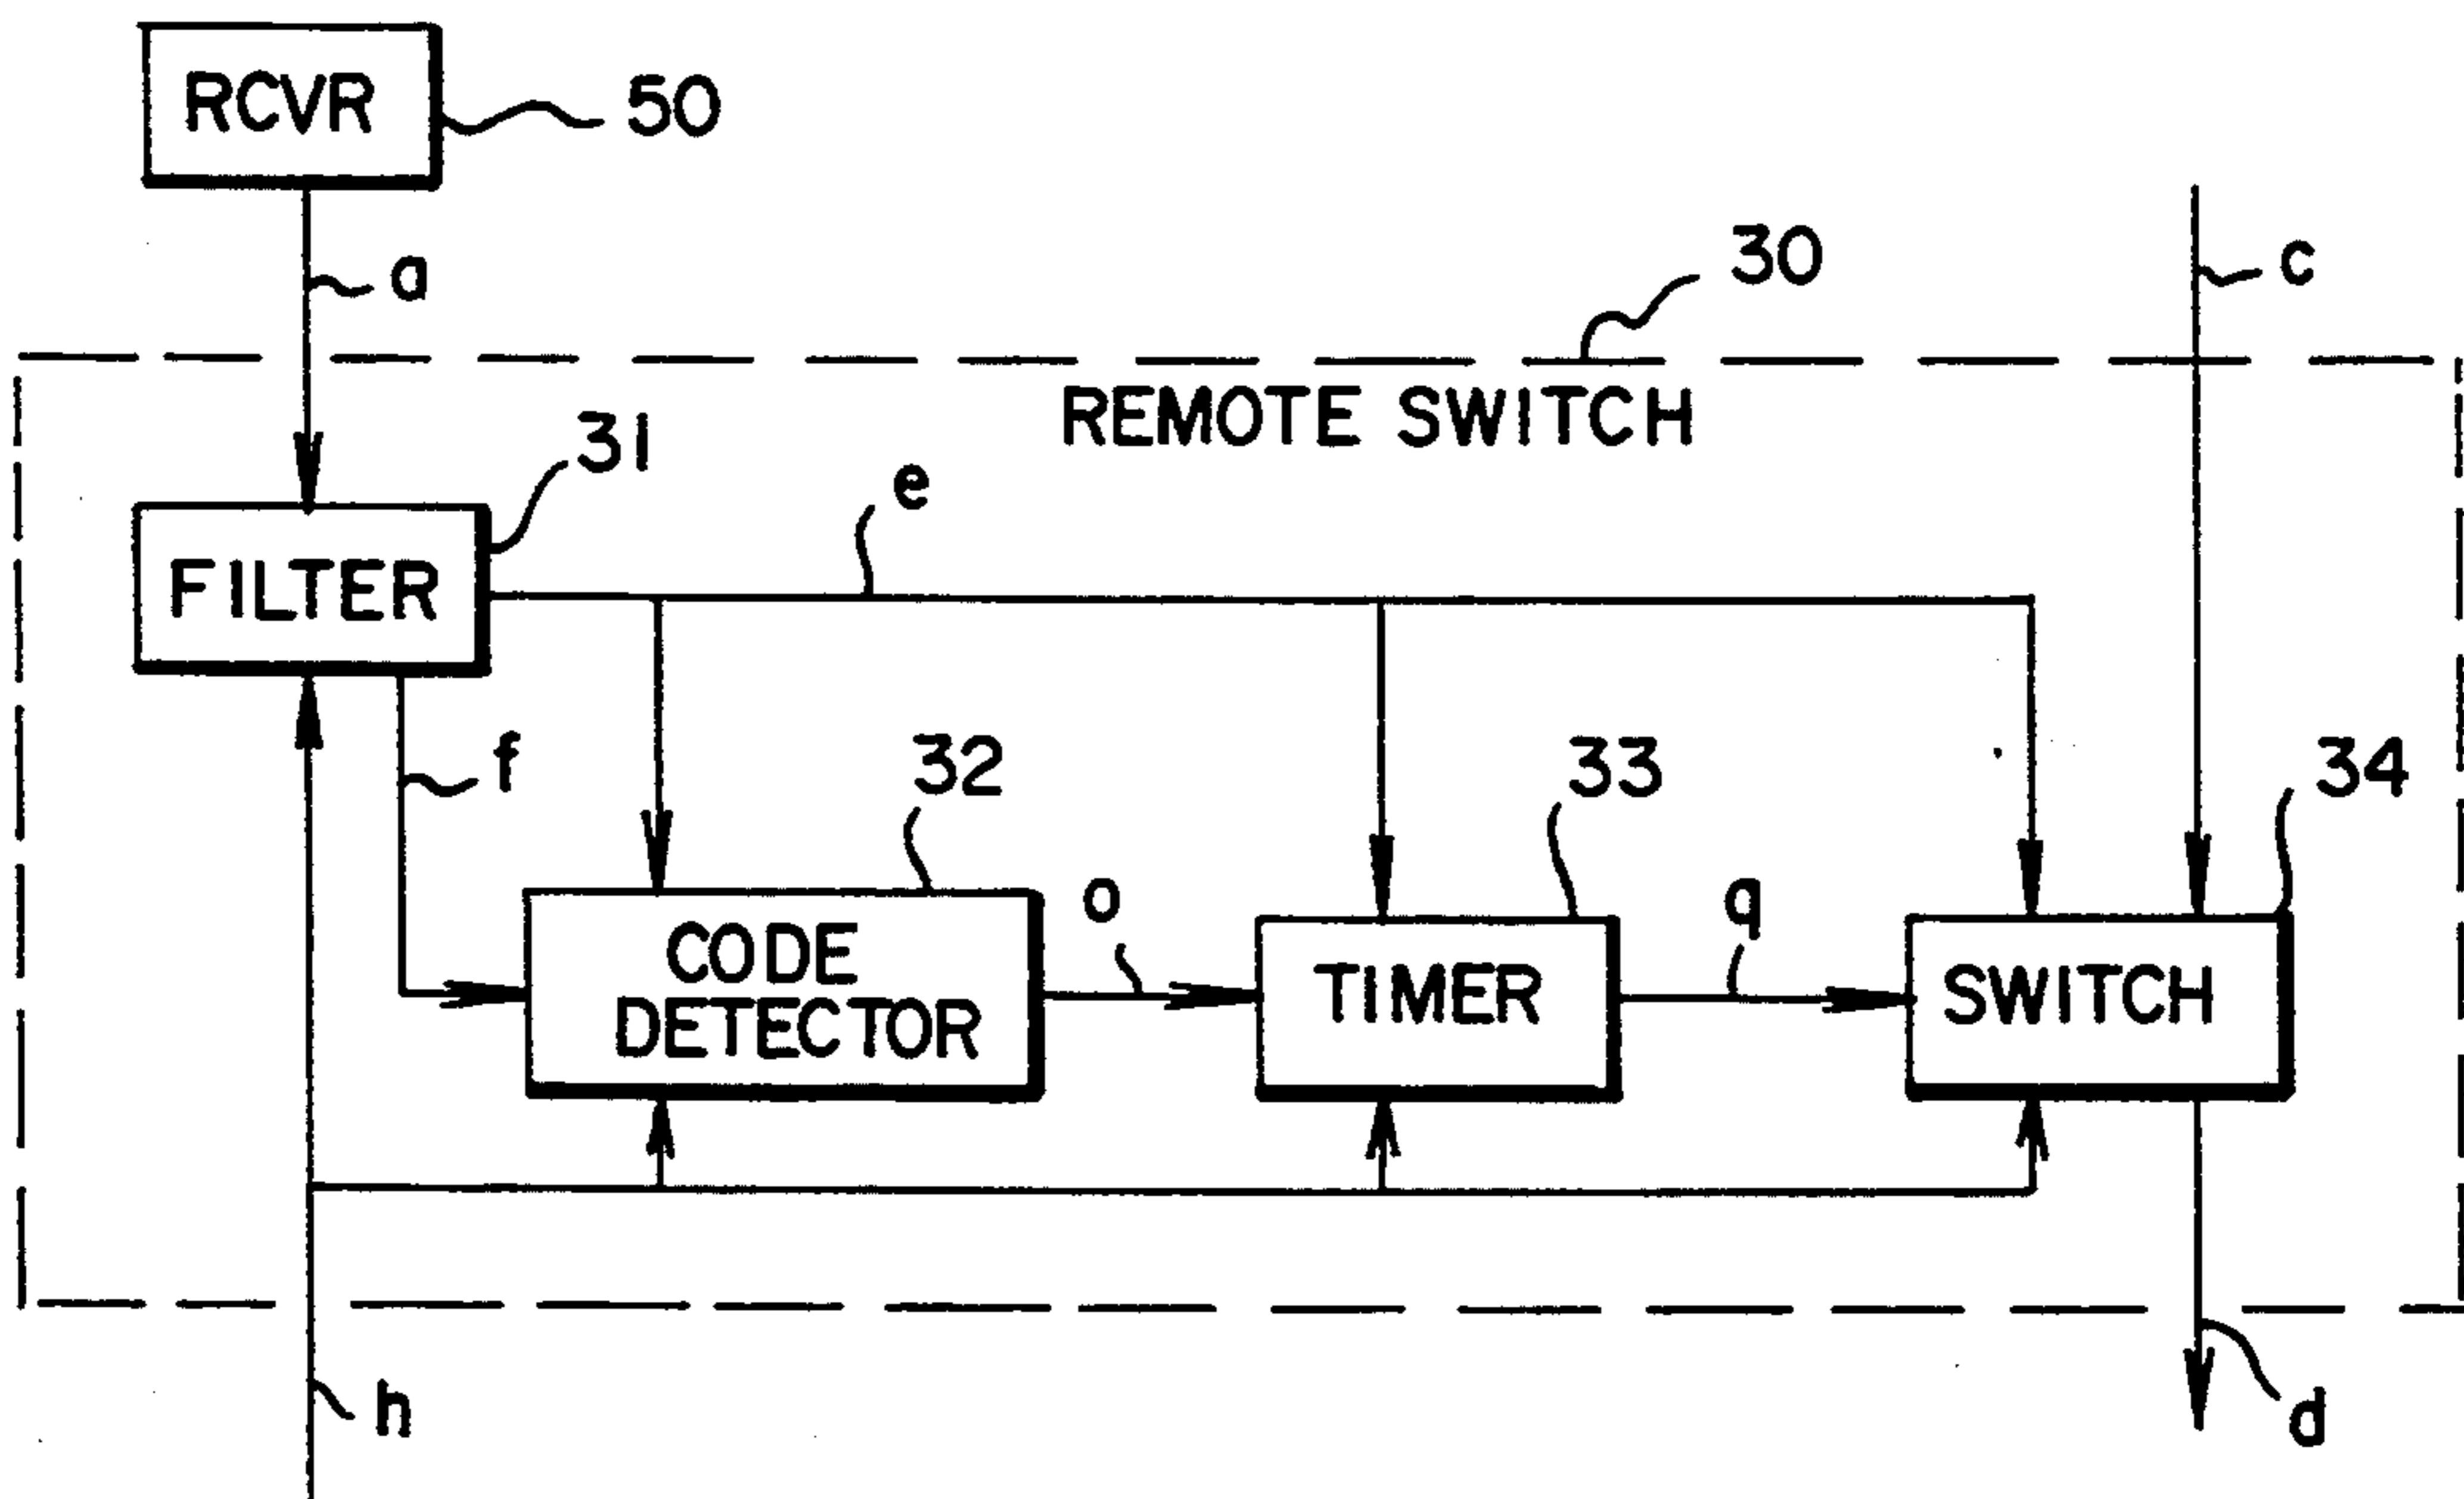 RCVR
50
a
c
30
REMOTE SWITCH
31
e
FILTER
f
32
33
34
o
q
CODE
DETECTOR
TIMER
SWITCH
h
d